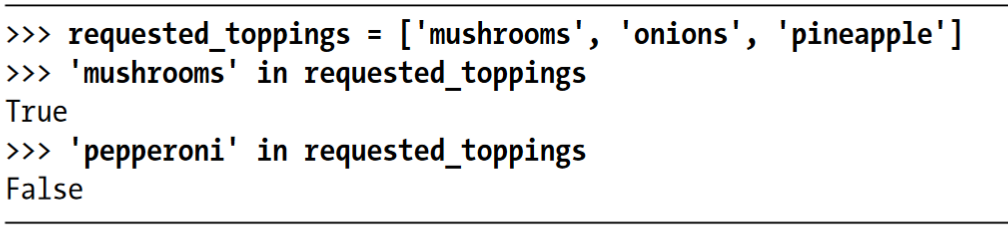 >>> requested_toppings = ['mushrooms', 'onions', 'pineapple']
>>> 'mushrooms' in requested_toppings
True
>>> 'pepperoni' in requested_toppings
False